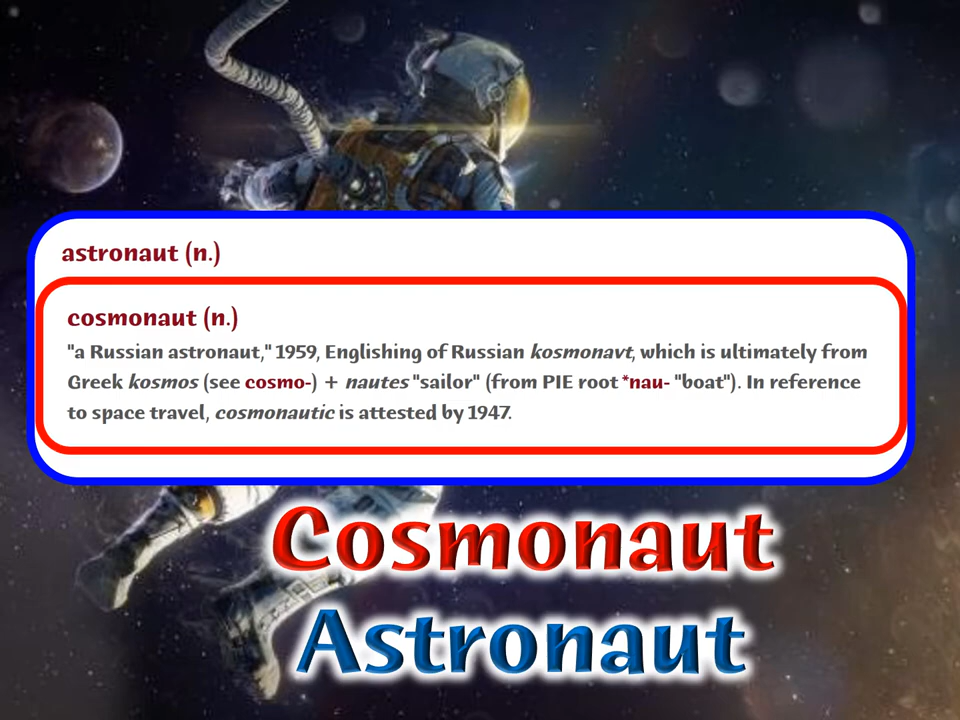 astronaut (n.)
cosmonaut (n.)
"a Russian astronaut," 1959, Englishing of Russian kosmonavt, which is ultimately from
Greek kosmos (see cosmo-) + nautes "sailor" (from PIE root *nau- "boat"). In reference
to space travel, cosmonautic is attested by 1947.
Cosmonaut
Astronaut